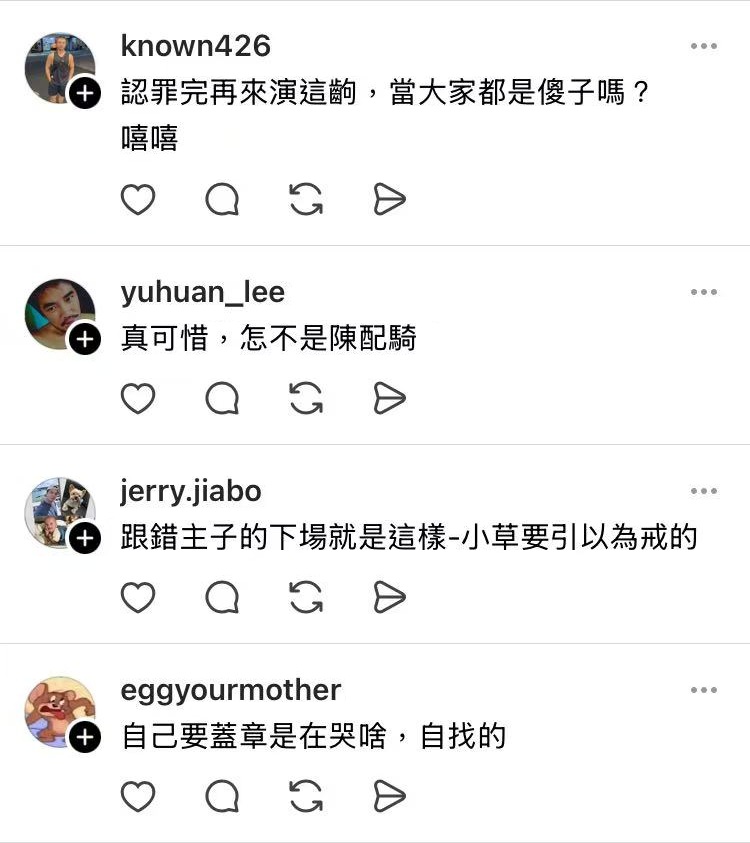 known426
認罪完再來演這齣，當大家都是傻子嗎？
嘻嘻
yuhuan_lee
真可惜，怎不是陳配騎
jerry.jiabo
跟錯主子的下場就是這樣-小草要引以為戒的
eggyourmother
自己要蓋章是在哭啥，自找的